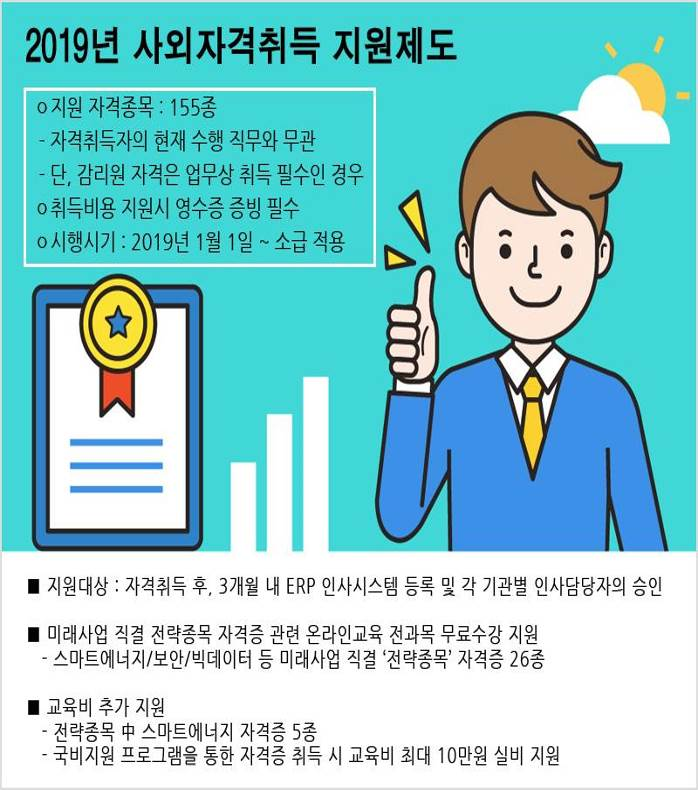 2019년 사외자격취득 지원제도
ㅇ지원 자격종목 : 155종
- 자격취득자의 현재 수행 직무와 무관
- 단, 감리원 자격은 업무상 취득 필수인 경우
ㅇ취득비용 지원시 영수증 증빙 필수
ㅇ시행시기 : 2019년 1월 1일 ~ 소급 적용
■ 지원대상 : 자격취득 후, 3개월 내 ERP 인사시스템 등록 및 각 기관별 인사담당자의 승인
■ 미래사업 직결 전략종목 자격증 관련 온라인교육 전과목 무료수강 지원
- 스마트에너지/보안/빅데이터 등 미래사업 직결 ‘전략종목’ 자격증 26종
■ 교육비 추가 지원
- 전략종목 中 스마트에너지 자격증 5종
- 국비지원 프로그램을 통한 자격증 취득 시 교육비 최대 10만원 실비 지원